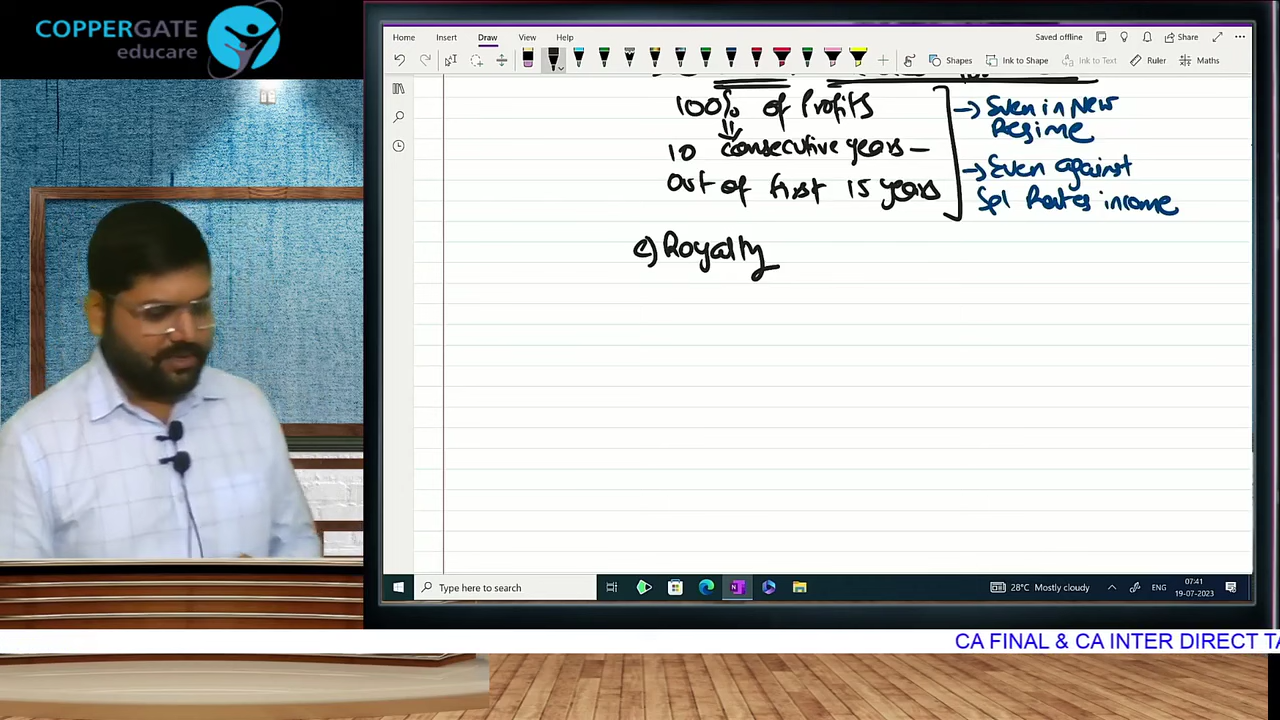 COPPERGATE
educare
Home Insert Draw View Help
Saved offline
Share
Shapes
Ink to Shape
Ink to Text
Ruler
Maths
100% of Profits
10 consecutive years –
out of first 15 years
→ Even in New
Regime
→ Even against
Spl Rates income
e) Royalty
Type here to search
28°C Mostly cloudy
ENG
07:41
19-07-2023
CA FINAL & CA INTER DIRECT TA